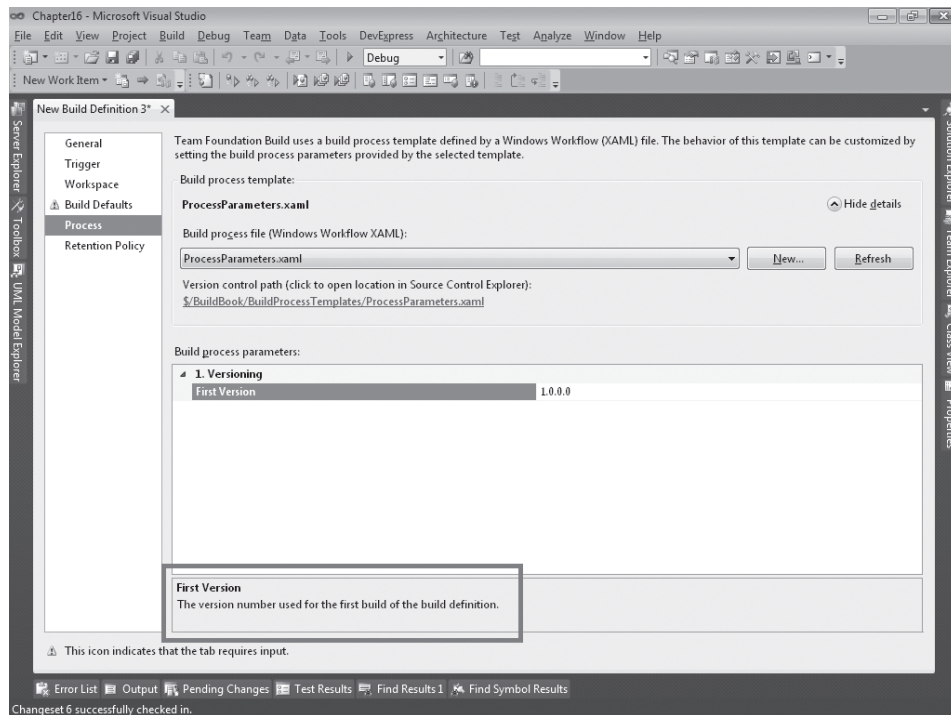 Chapter16 - Microsoft Visual Studio
File Edit View Project Build Debug Team Data Tools DevExpress Architecture Test Analyze Window Help
Debug
New Work Item
New Build Definition 3*
Server Explorer
Toolbox
UML Model Explorer
General
Trigger
Workspace
Build Defaults
Process
Retention Policy
Team Foundation Build uses a build process template defined by a Windows Workflow (XAML) file. The behavior of this template can be customized by
setting the build process parameters provided by the selected template.
Build process template:
ProcessParameters.xaml
Hide details
Build process file (Windows Workflow XAML):
ProcessParameters.xaml
New...
Refresh
Version control path (click to open location in Source Control Explorer):
$/BuildBook/BuildProcessTemplates/ProcessParameters.xaml
Build process parameters:
1. Versioning
First Version 1.0.0.0
First Version
The version number used for the first build of the build definition.
This icon indicates that the tab requires input.
Solution Explorer
Team Explorer
Class View
Properties
Error List Output Pending Changes Test Results Find Results 1 Find Symbol Results
Changeset 6 successfully checked in.